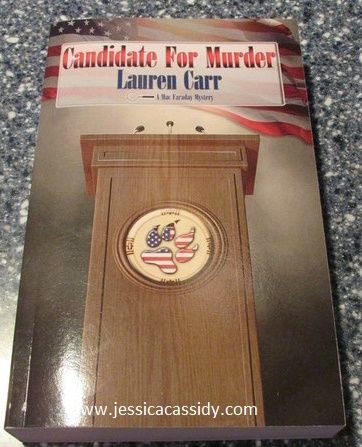 Candidate For Murder
Lauren Carr
A Mac Faraday Mystery
www.jessicacassidy.com